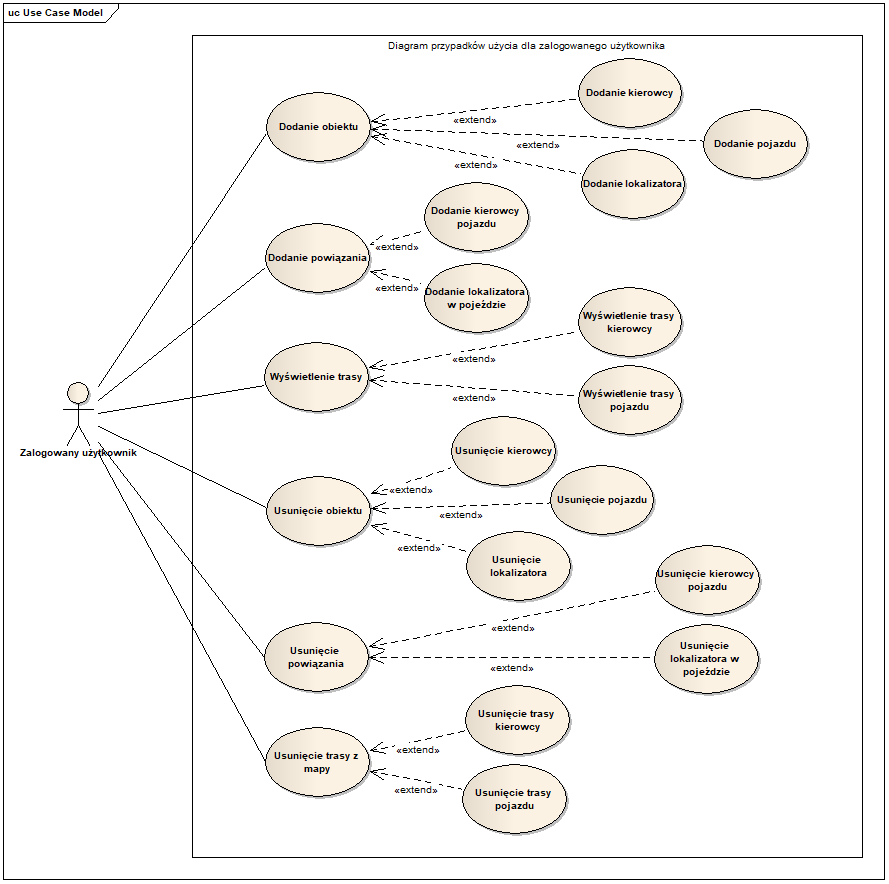 uc Use Case Model
Diagram przypadków użycia dla zalogowanego użytkownika
Dodanie obiektu
«extend»
Dodanie kierowcy
«extend»
Dodanie pojazdu
«extend»
Dodanie lokalizatora
Dodanie powiązania
«extend»
Dodanie kierowcy
pojazdu
«extend»
Dodanie lokalizatora
w pojeździe
Wyświetlenie trasy
«extend»
Wyświetlenie trasy
kierowcy
«extend»
Wyświetlenie trasy
pojazdu
Zalogowany użytkownik
Usunięcie obiektu
«extend»
Usunięcie kierowcy
«extend»
Usunięcie pojazdu
«extend»
Usunięcie
lokalizatora
Usunięcie
powiązania
«extend»
Usunięcie kierowcy
pojazdu
«extend»
Usunięcie
lokalizatora w
pojeździe
Usunięcie trasy z
mapy
«extend»
Usunięcie trasy
kierowcy
«extend»
Usunięcie trasy
pojazdu